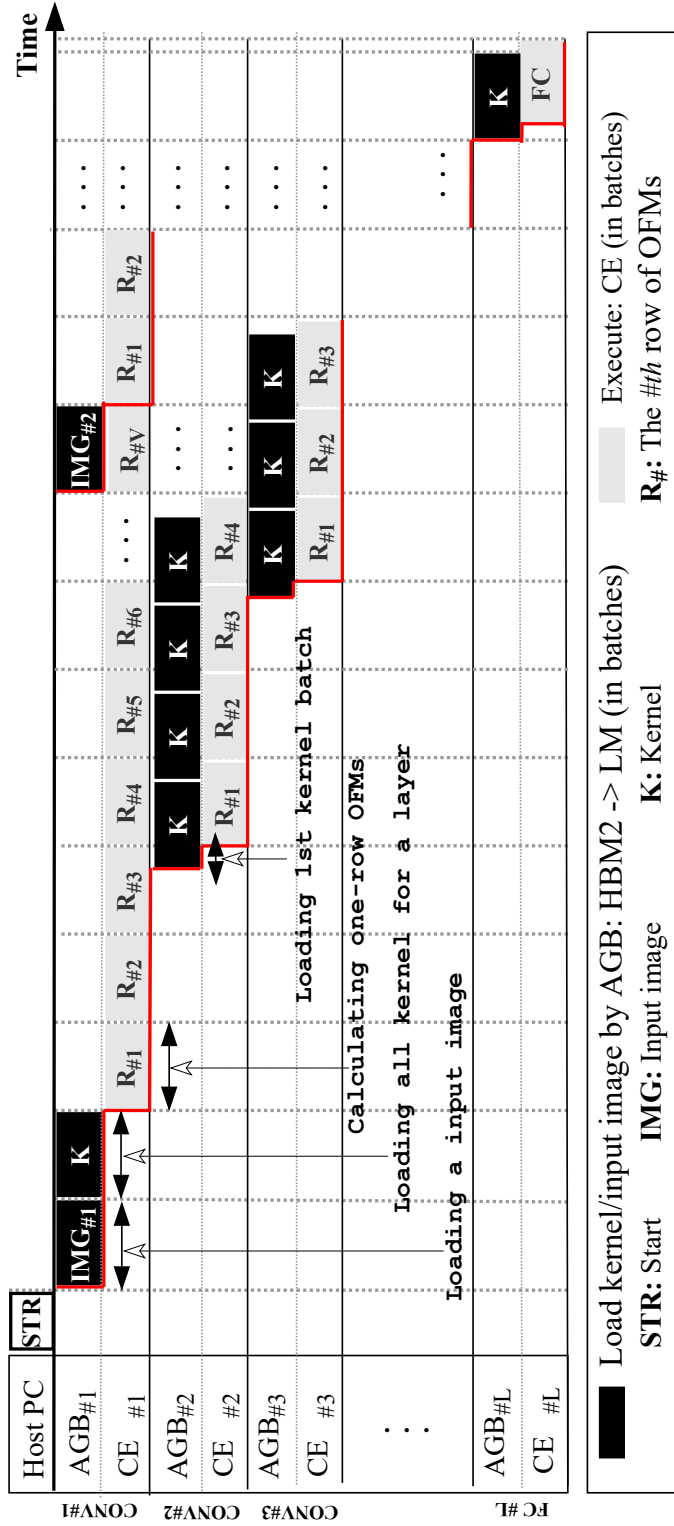 Time
Host PC
STR
CONV#1
AGB#1
IMG#1
K
IMG#2
CE #1
R#1
R#2
R#3
R#4
R#5
R#6
. . .
R#V
R#1
R#2
. . .
CONV#2
AGB#2
K
K
K
K
. . .
. . .
CE #2
R#1
R#2
R#3
R#4
. . .
. . .
CONV#3
AGB#3
K
K
K
. . .
CE #3
R#1
R#2
R#3
. . .
Loading 1st kernel batch
Calculating one-row OFMs
Loading all kernel for a layer
Loading a input image
. . .
. . .
FC #L
AGB#L
K
CE #L
FC
Load kernel/input image by AGB: HBM2 -> LM (in batches)
Execute: CE (in batches)
STR: Start
IMG: Input image
K: Kernel
R#: The #th row of OFMs